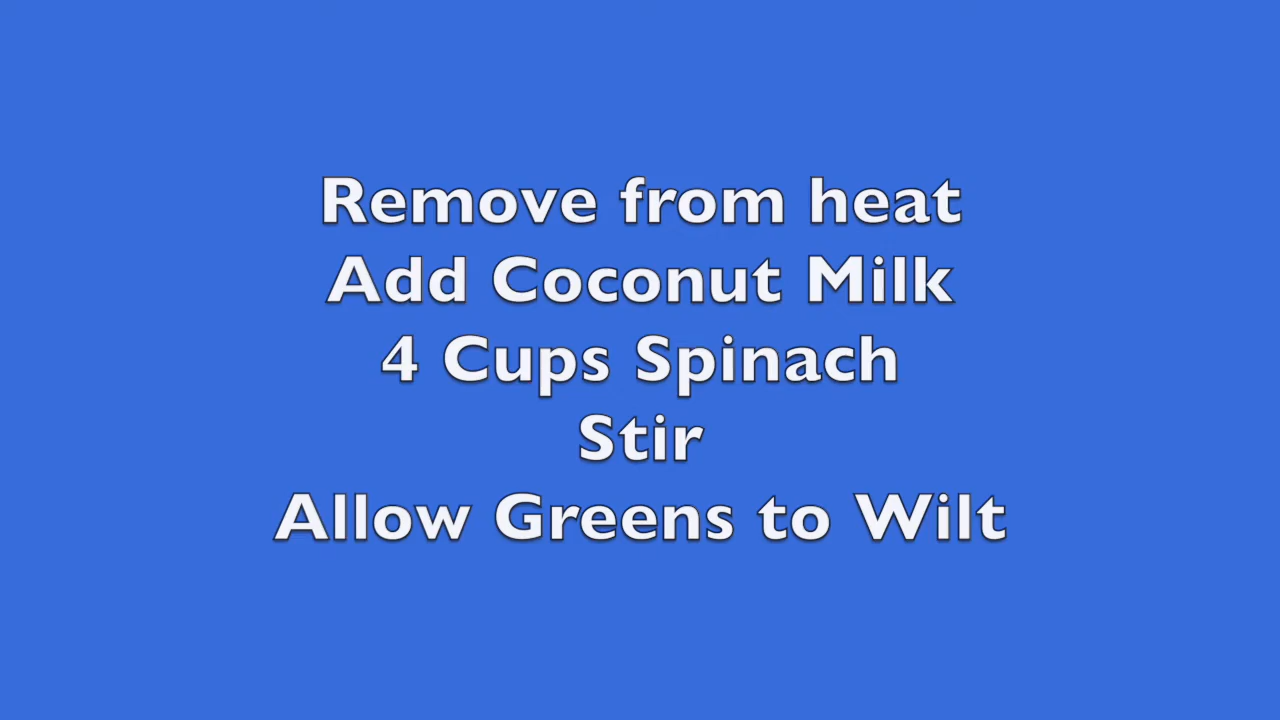 Remove from heat
Add Coconut Milk
4 Cups Spinach
Stir
Allow Greens to Wilt